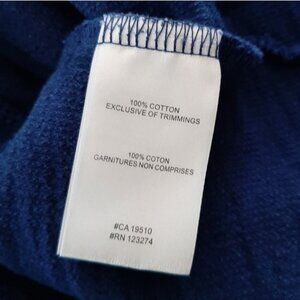 100% COTTON
EXCLUSIVE OF TRIMMINGS
100% COTON
GARNITURES NON COMPRISES
#CA 19510
#RN 123274